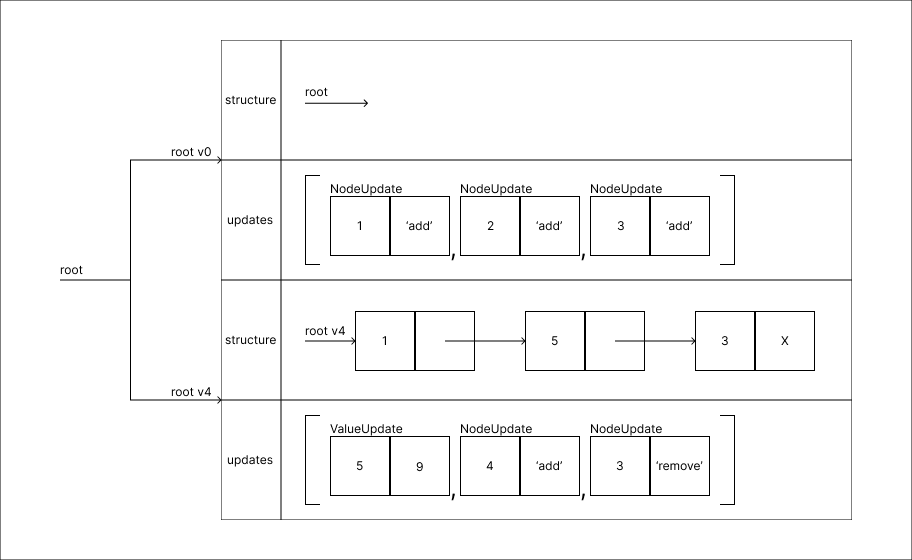 root
structure
root
root v0
updates
NodeUpdate NodeUpdate NodeUpdate
1 ‘add’ , 2 ‘add’ , 3 ‘add’
root
structure
root v4
1 5 3 X
root v4
updates
ValueUpdate NodeUpdate NodeUpdate
5 9 , 4 ‘add’ , 3 ‘remove’